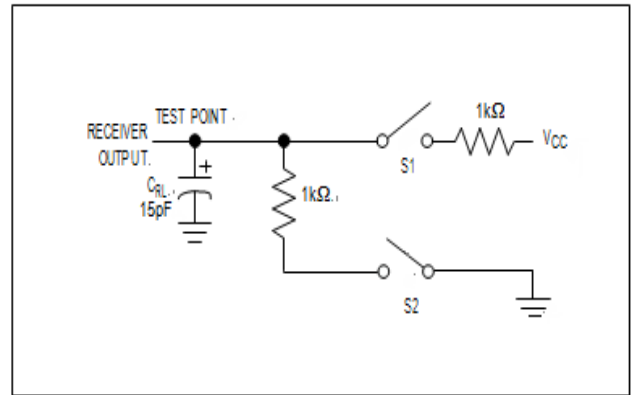 TEST POINT.
RECEIVER
OUTPUT.
1kΩ
VCC
S1
CRL.
15pF
1kΩ..
S2